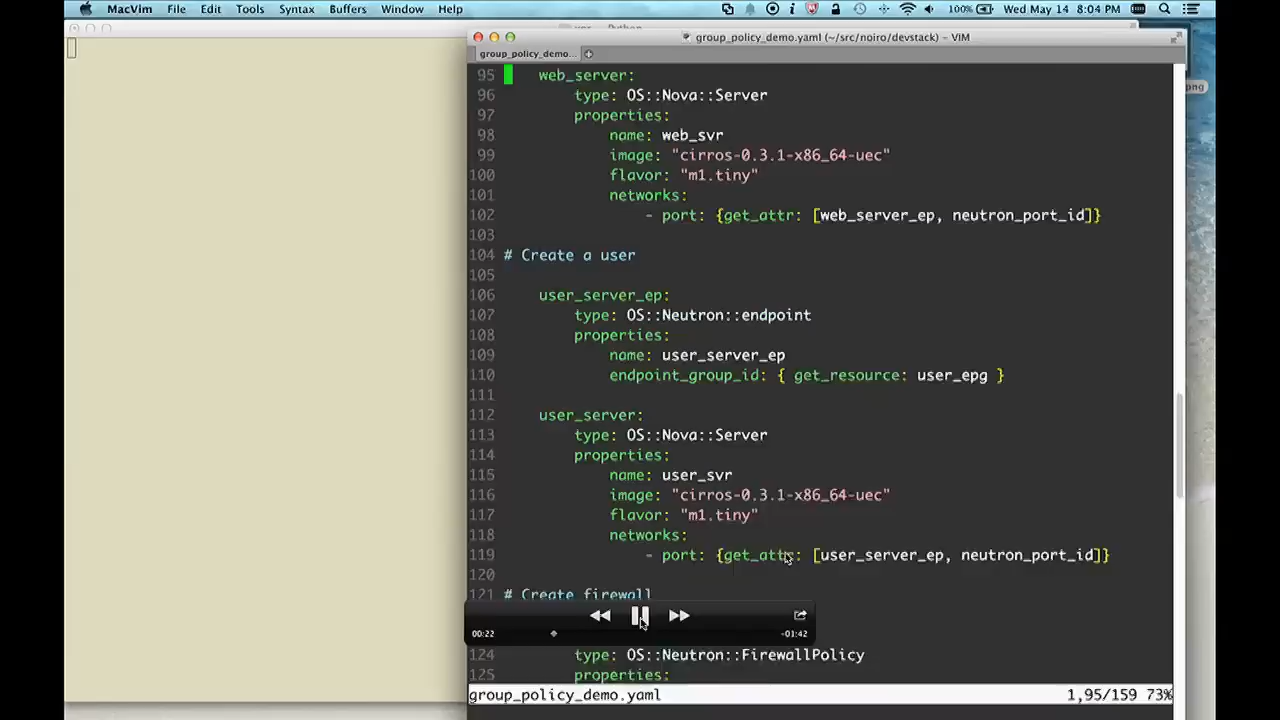 MacVim File Edit Tools Syntax Buffers Window Help 100% Wed May 14 8:04 PM
group_policy_demo.yaml (~/src/noiro/devstack) - VIM
group_policy_demo...
png
95 web_server:
96 type: OS::Nova::Server
97 properties:
98 name: web_svr
99 image: "cirros-0.3.1-x86_64-uec"
100 flavor: "m1.tiny"
101 networks:
102 - port: {get_attr: [web_server_ep, neutron_port_id]}
103
104 # Create a user
105
106 user_server_ep:
107 type: OS::Neutron::endpoint
108 properties:
109 name: user_server_ep
110 endpoint_group_id: { get_resource: user_epg }
111
112 user_server:
113 type: OS::Nova::Server
114 properties:
115 name: user_svr
116 image: "cirros-0.3.1-x86_64-uec"
117 flavor: "m1.tiny"
118 networks:
119 - port: {get_attr: [user_server_ep, neutron_port_id]}
120
121 # Create firewall
00:22 -01:42
124 type: OS::Neutron::FirewallPolicy
125 properties:
group_policy_demo.yaml 1,95/159 73%